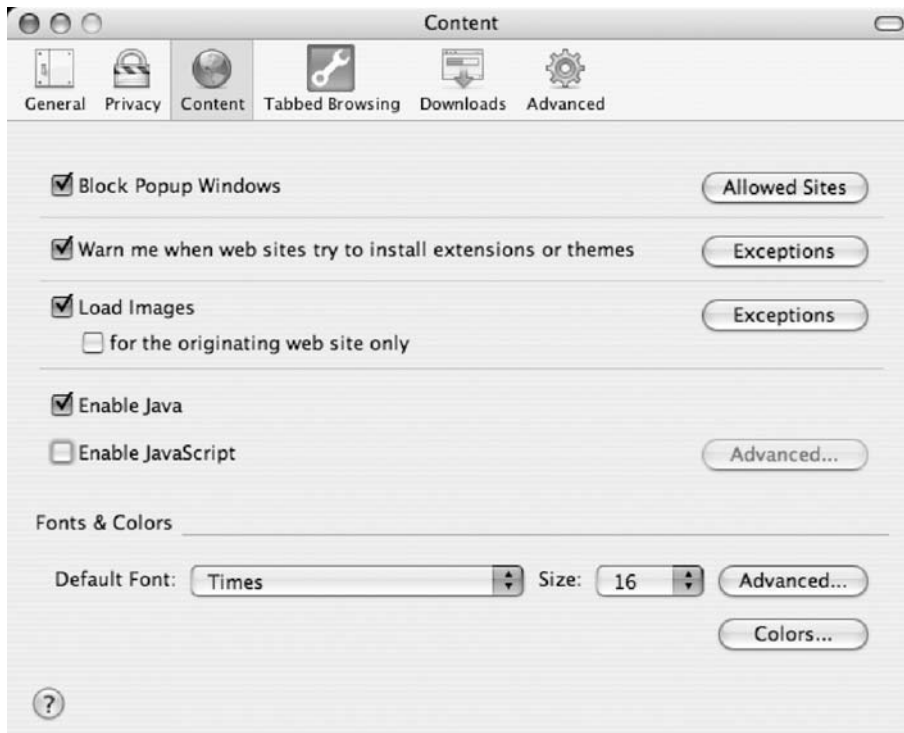 Content
General Privacy Content Tabbed Browsing Downloads Advanced
Block Popup Windows Allowed Sites
Warn me when web sites try to install extensions or themes Exceptions
Load Images Exceptions
for the originating web site only
Enable Java
Enable JavaScript Advanced...
Fonts & Colors
Default Font: Times Size: 16 Advanced...
Colors...
?